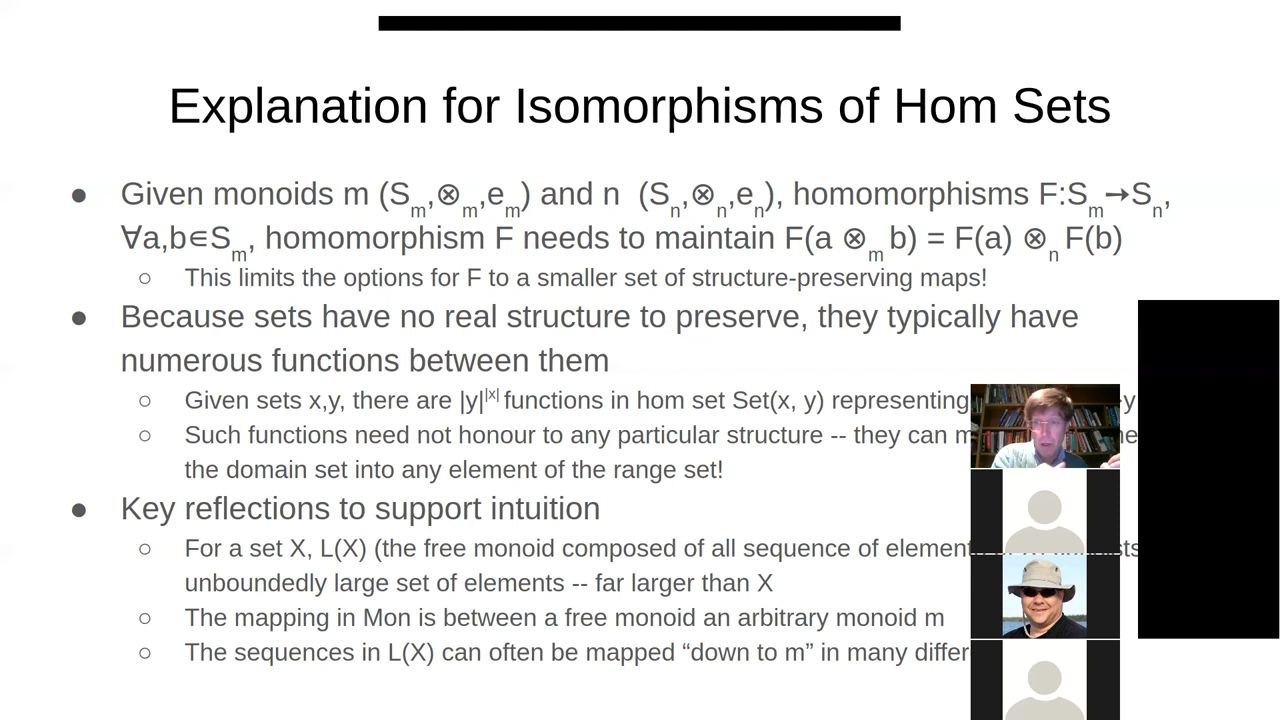 Explanation for Isomorphisms of Hom Sets
● Given monoids m (Sₘ,⊗ₘ,eₘ) and n (Sₙ,⊗ₙ,eₙ), homomorphisms F:Sₘ→Sₙ,
∀a,b∈Sₘ, homomorphism F needs to maintain F(a ⊗ₘ b) = F(a) ⊗ₙ F(b)
○ This limits the options for F to a smaller set of structure-preserving maps!
● Because sets have no real structure to preserve, they typically have
numerous functions between them
○ Given sets x,y, there are |y|^|x| functions in hom set Set(x, y) representing
○ Such functions need not honour to any particular structure -- they can
the domain set into any element of the range set!
● Key reflections to support intuition
○ For a set X, L(X) (the free monoid composed of all sequence of
unboundedly large set of elements -- far larger than X
○ The mapping in Mon is between a free monoid an arbitrary monoid m
○ The sequences in L(X) can often be mapped “down to m” in many